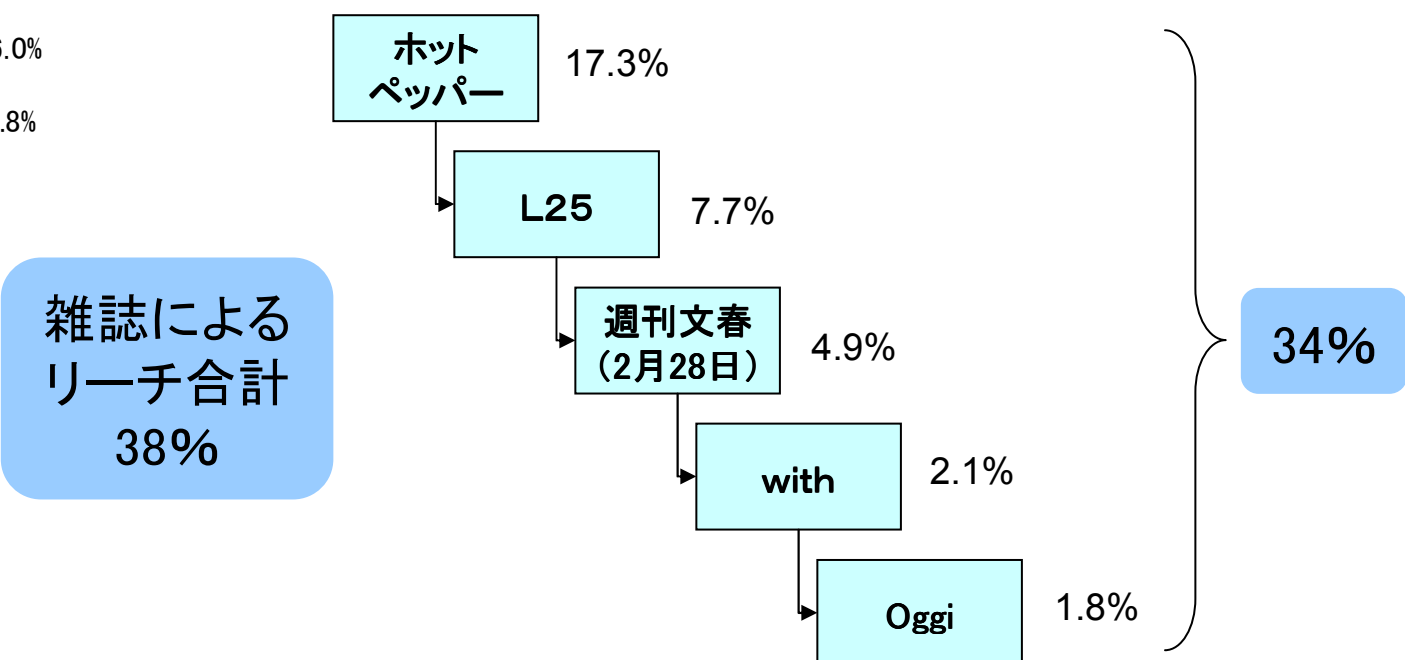 ホット
ペッパー
17.3%
L25
7.7%
週刊文春
(2月28日)
4.9%
with
2.1%
Oggi
1.8%
雑誌による
リーチ合計
38%
34%